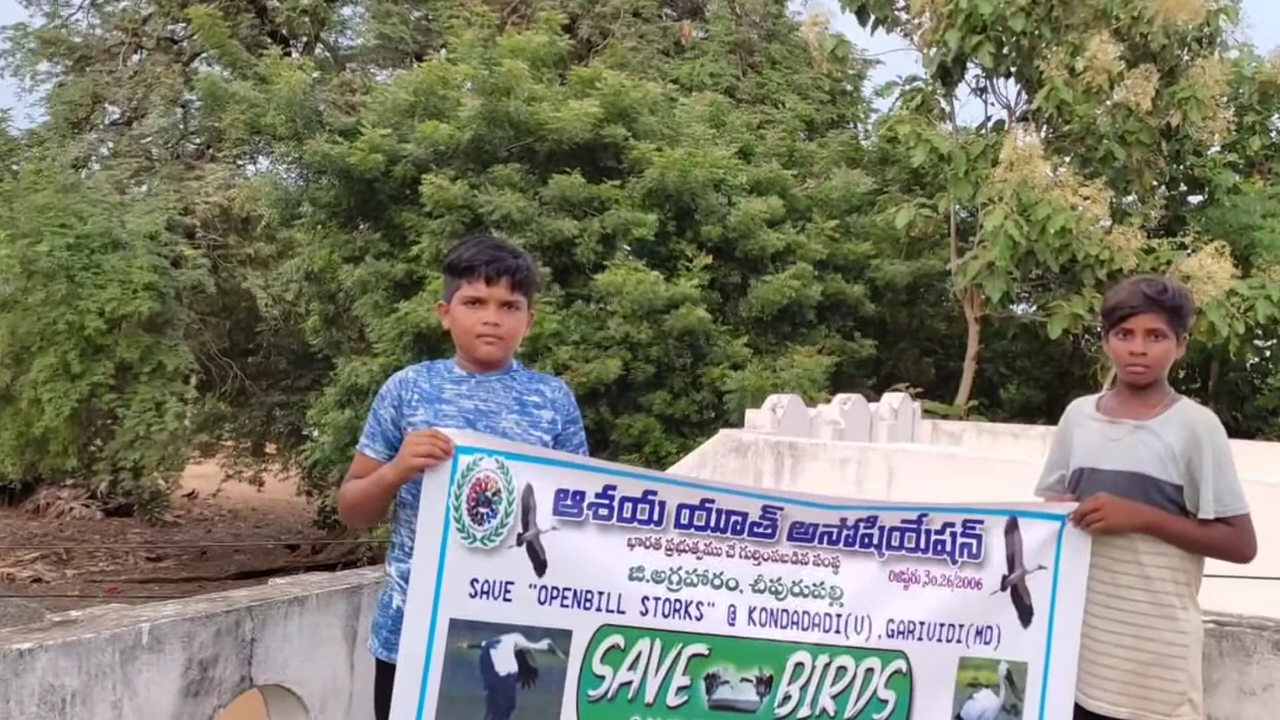 ఆశయ యూత్ అసోషియేషన్
భారత ప్రభుత్వము చే గుర్తింపబడిన సంస్థ
జి.అగ్రహారం, చీపురుపల్లి
రిజిస్టరు.నెం.26/2006
SAVE "OPENBILL STORKS" @ KONDADADI(V),GARIVIDI(MD)
SAVE BIRDS